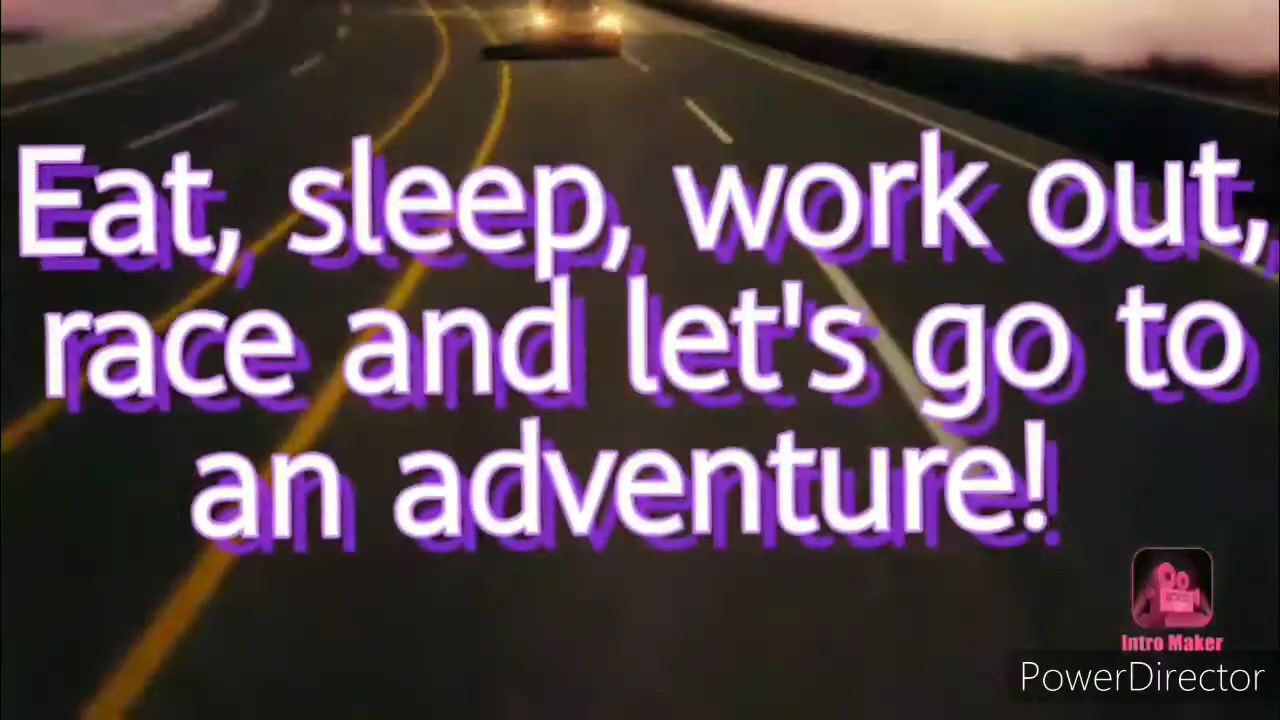 Eat, sleep, work out,
race and let's go to
an adventure!
Intro Maker
PowerDirector